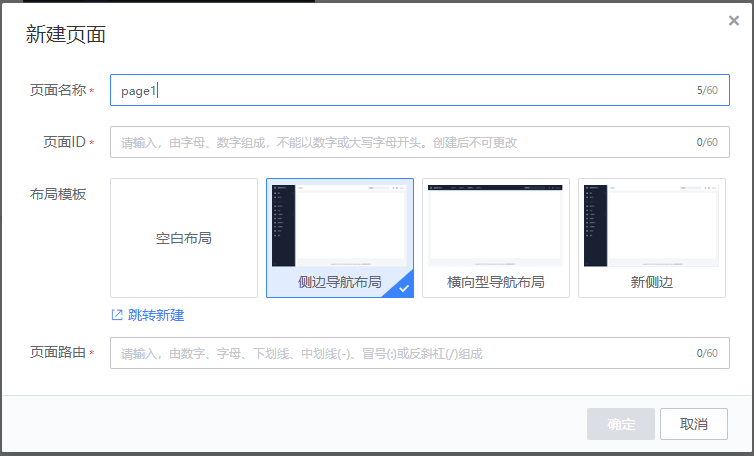 新建页面
页面名称 *
page1
5/60
页面ID *
请输入，由字母、数字组成，不能以数字或大写字母开头。创建后不可更改
0/60
布局模板
空白布局
侧边导航布局
横向型导航布局
新侧边
跳转新建
页面路由 *
请输入，由数字、字母、下划线、中划线(-)、冒号(:)或反斜杠(/)组成
0/60
确定
取消